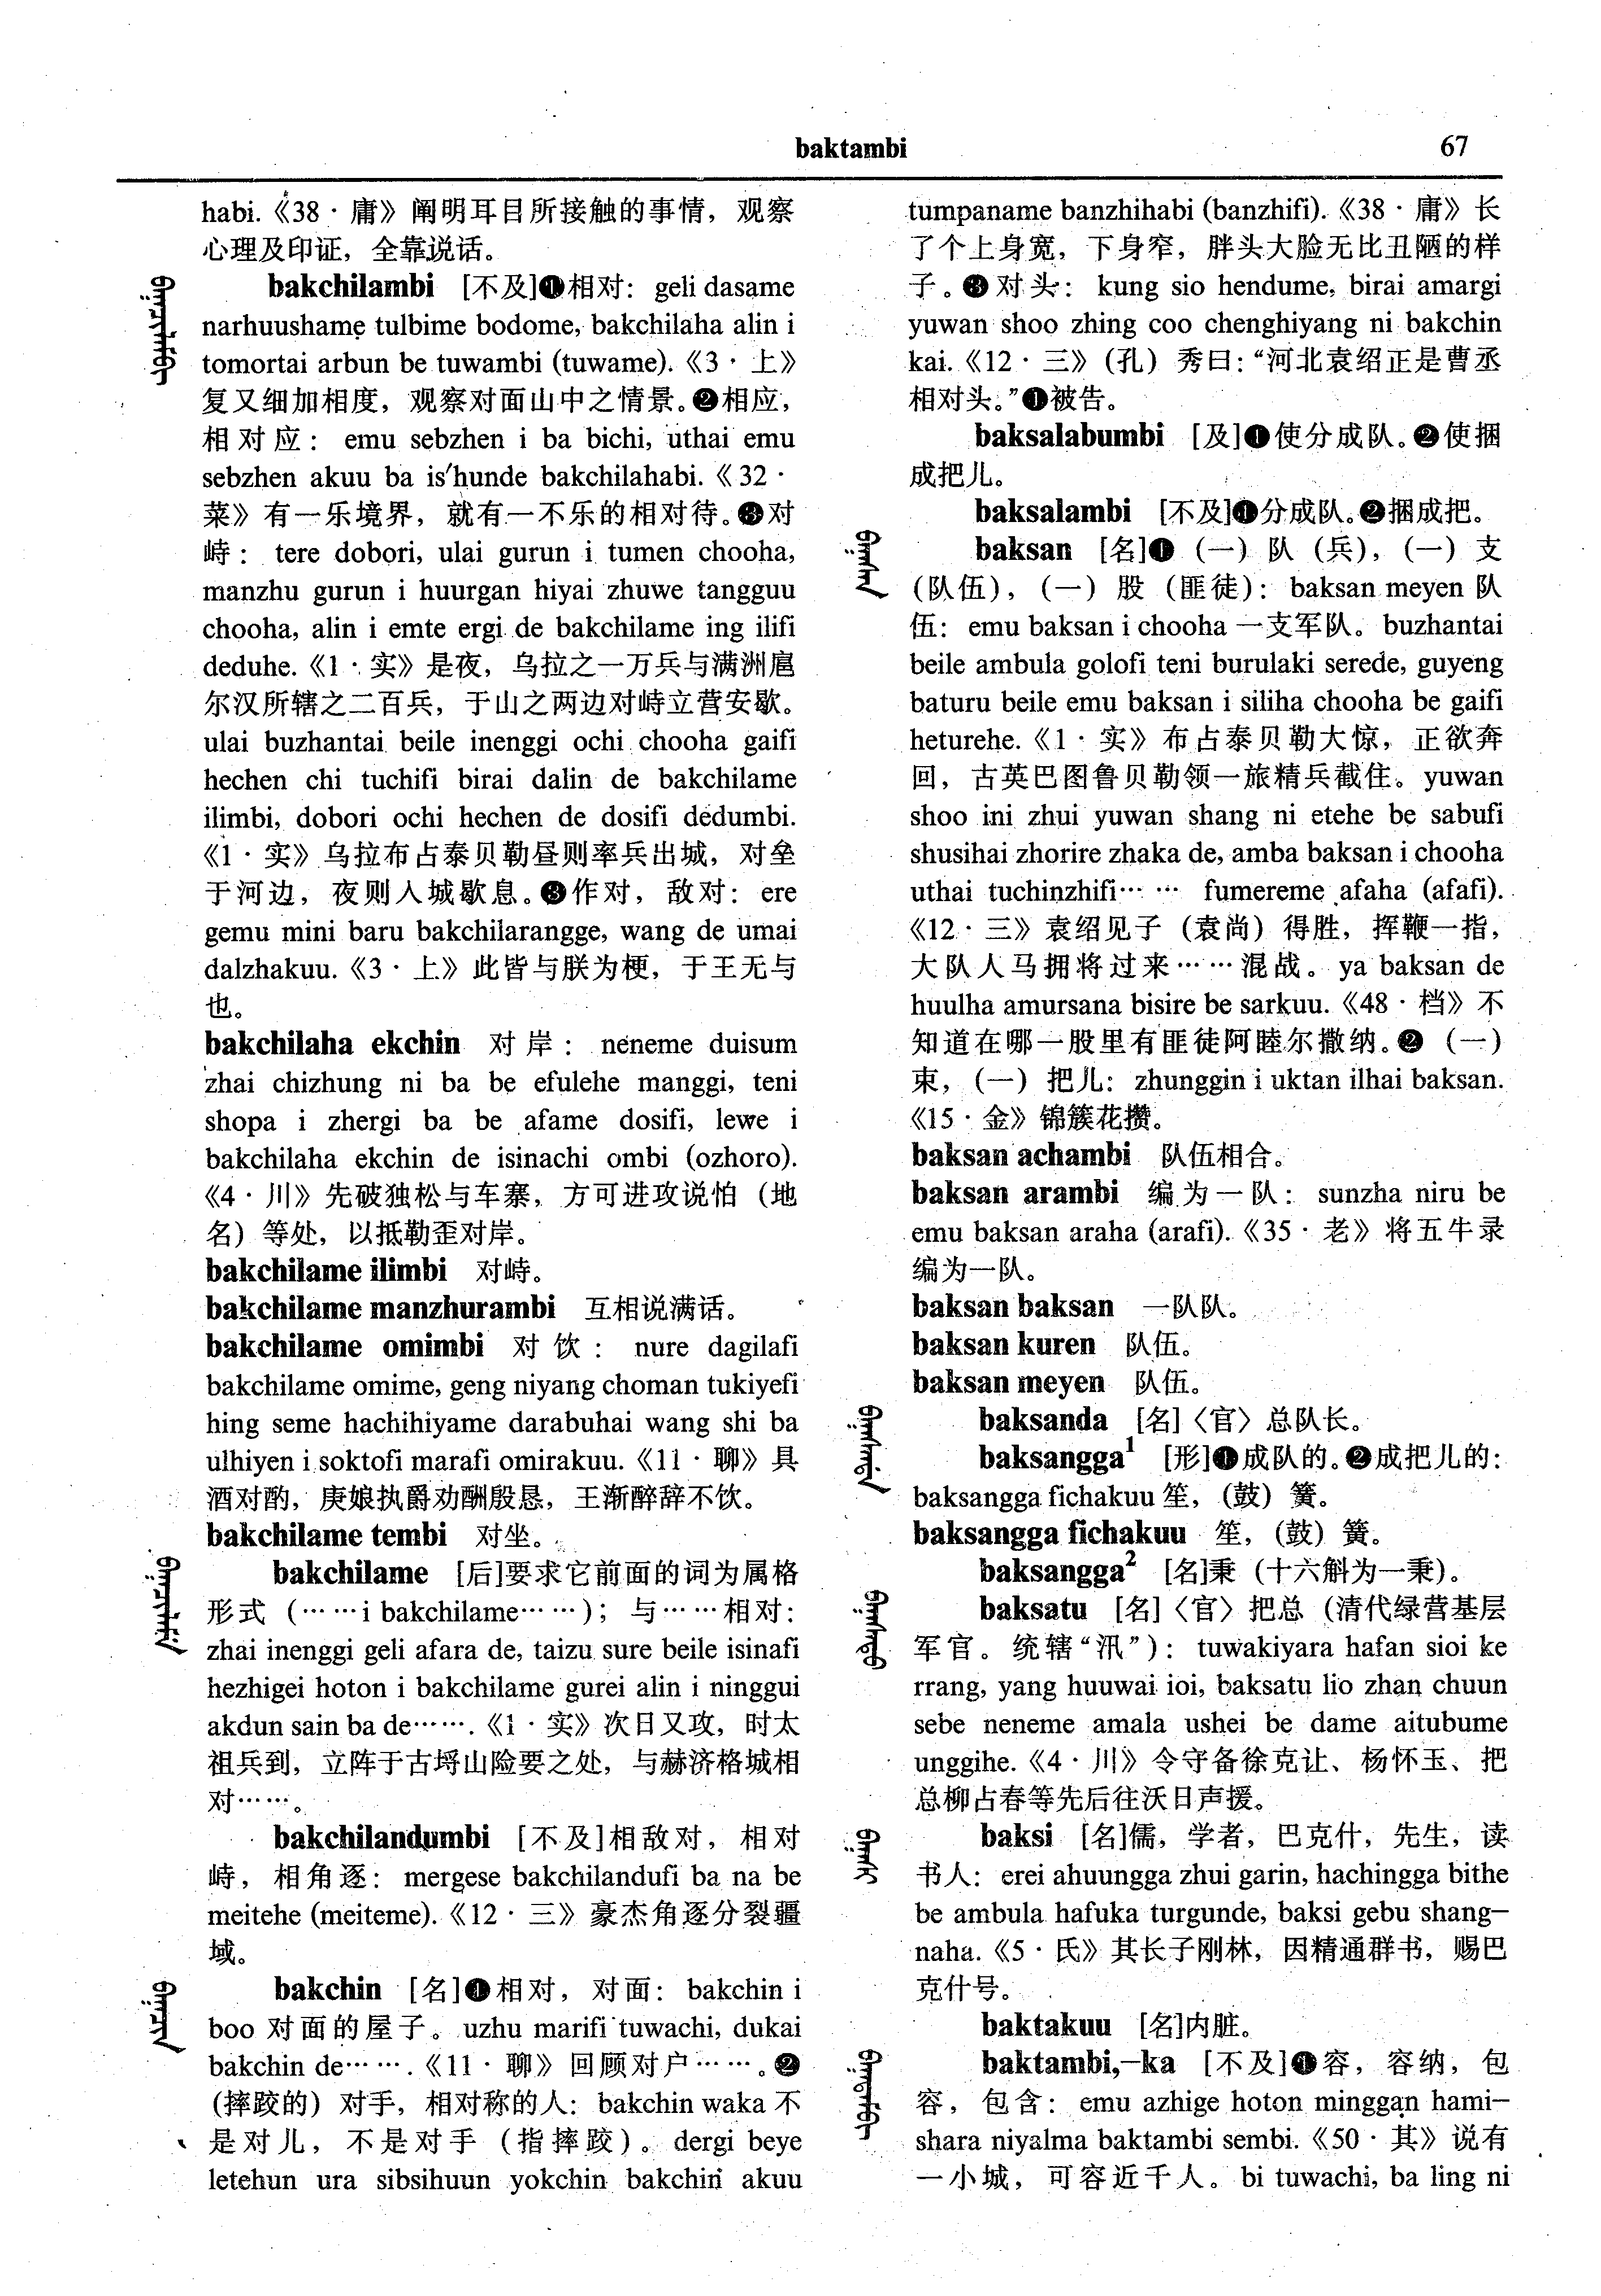 baktambi
67
habi.《38·庸》阐明耳目所接触的事情，观察
心理及印证，全靠说话。
bakchilambi [不及]❶相对：geli dasame
narhuushame tulbime bodome, bakchilaha alin i
tomortai arbun be tuwambi (tuwame).《3·上》
复又细加相度，观察对面山中之情景。❷相应，
相对应：emu sebzhen i ba bichi, uthai emu
sebzhen akuu ba is'hunde bakchilahabi.《32·
菜》有一乐境界，就有一不乐的相对待。❸对
峙：tere dobori, ulai gurun i tumen chooha,
manzhu gurun i huurgan hiyai zhuwe tangguu
chooha, alin i emte ergi de bakchilame ing ilifi
deduhe.《1·实》是夜，乌拉之一万兵与满洲扈
尔汉所辖之二百兵，于山之两边对峙立营安歇。
ulai buzhantai beile inenggi ochi chooha gaifi
hechen chi tuchifi birai dalin de bakchilame
ilimbi, dobori ochi hechen de dosifi dedumbi.
《1·实》乌拉布占泰贝勒昼则率兵出城，对垒
于河边，夜则人城歇息。❸作对，敌对：ere
gemu mini baru bakchilarangge, wang de umai
dalzhakuu.《3·上》此皆与朕为梗，于王无与
也。
bakchilaha ekchin 对岸：neneme duisum
zhai chizhung ni ba be efulehe manggi, teni
shopa i zhergi ba be afame dosifi, lewe i
bakchilaha ekchin de isinachi ombi (ozhoro).
《4·川》先破独松与车寨，方可进攻说怕（地
名）等处，以抵勒歪对岸。
bakchilame ilimbi 对峙。
bakchilame manzhurambi 互相说满话。
bakchilame omimbi 对饮：nure dagilafi
bakchilame omime, geng niyang choman tukiyefi
hing seme hachihiyame darabuhai wang shi ba
ulhiyen i soktofi marafi omirakuu.《11·聊》具
酒对酌，庚娘执爵劝酬殷恳，王渐醉辞不饮。
bakchilame tembi 对坐。
bakchilame [后]要求它前面的词为属格
形式（……i bakchilame……）；与……相对：
zhai inenggi geli afara de, taizu sure beile isinafi
hezhigei hoton i bakchilame gurei alin i ninggui
akdun sain ba de…….《1·实》次日又攻，时太
祖兵到，立阵于古埒山险要之处，与赫济格城相
对……。
bakchilandumbi [不及]相敌对，相对
峙，相角逐：mergese bakchilandufi ba na be
meitehe (meiteme).《12·三》豪杰角逐分裂疆
域。
bakchin [名]❶相对，对面：bakchin i
boo 对面的屋子。uzhu marifi tuwachi, dukai
bakchin de…….《11·聊》回顾对户……。❷
(摔跤的）对手，相对称的人：bakchin waka 不
是对儿，不是对手（指摔跤）。dergi beye
letehun ura sibsihuun yokchin bakchin akuu
tumpaname banzhihabi (banzhifi).《38·庸》长
了个上身宽，下身窄，胖头大脸无比丑陋的样
子。❸对头：kung sio hendume, birai amargi
yuwan shoo zhing coo chenghiyang ni bakchin
kai.《12·三》（孔）秀曰：“河北袁绍正是曹丞
相对头。”❶被告。
baksalabumbi [及]❶使分成队。❷使捆
成把儿。
baksalambi [不及]❶分成队。❷捆成把。
baksan [名]❶（一）队（兵），（一）支
(队伍），（一）股（匪徒）：baksan meyen 队
伍：emu baksan i chooha 一支军队。buzhantai
beile ambula golofi teni burulaki serede, guyeng
baturu beile emu baksan i siliha chooha be gaifi
heturehe.《1·实》布占泰贝勒大惊，正欲奔
回，古英巴图鲁贝勒领一旅精兵截住。yuwan
shoo ini zhui yuwan shang ni etehe be sabufi
shusihai zhorire zhaka de, amba baksan i chooha
uthai tuchinzhifi…… fumereme afaha (afafi).
《12·三》袁绍见子（袁尚）得胜，挥鞭一指，
大队人马拥将过来……混战。ya baksan de
huulha amursana bisire be sarkuu.《48·档》不
知道在哪一股里有匪徒阿睦尔撒纳。❷（一）
束，（一）把儿：zhunggin i uktan ilhai baksan.
《15·金》锦簇花攒。
baksan achambi 队伍相合。
baksan arambi 编为一队：sunzha niru be
emu baksan araha (arafi).《35·老》将五牛录
编为一队。
baksan baksan 一队队。
baksan kuren 队伍。
baksan meyen 队伍。
baksanda [名]〈官〉总队长。
baksangga¹ [形]❶成队的。❷成把儿的：
baksangga fichakuu 笙，（鼓）簧。
baksangga fichakuu 笙，（鼓）簧。
baksangga² [名]秉（十六斛为一秉）。
baksatu [名]〈官〉把总（清代绿营基层
军官。统辖“汛”）：tuwakiyara hafan sioi ke
rrang, yang huuwai ioi, baksatu lio zhan chuun
sebe neneme amala ushei be dame aitubume
unggihe.《4·川》令守备徐克让、杨怀玉、把
总柳占春等先后往沃日声援。
baksi [名]儒，学者，巴克什，先生，读
书人：erei ahuungga zhui garin, hachingga bithe
be ambula hafuka turgunde, baksi gebu shang–
naha.《5·氏》其长子刚林，因精通群书，赐巴
克什号。
baktakuu [名]内脏。
baktambi,–ka [不及]❶容，容纳，包
容，包含：emu azhige hoton minggan hami–
shara niyalma baktambi sembi.《50·其》说有
一小城，可容近千人。bi tuwachi, ba ling ni